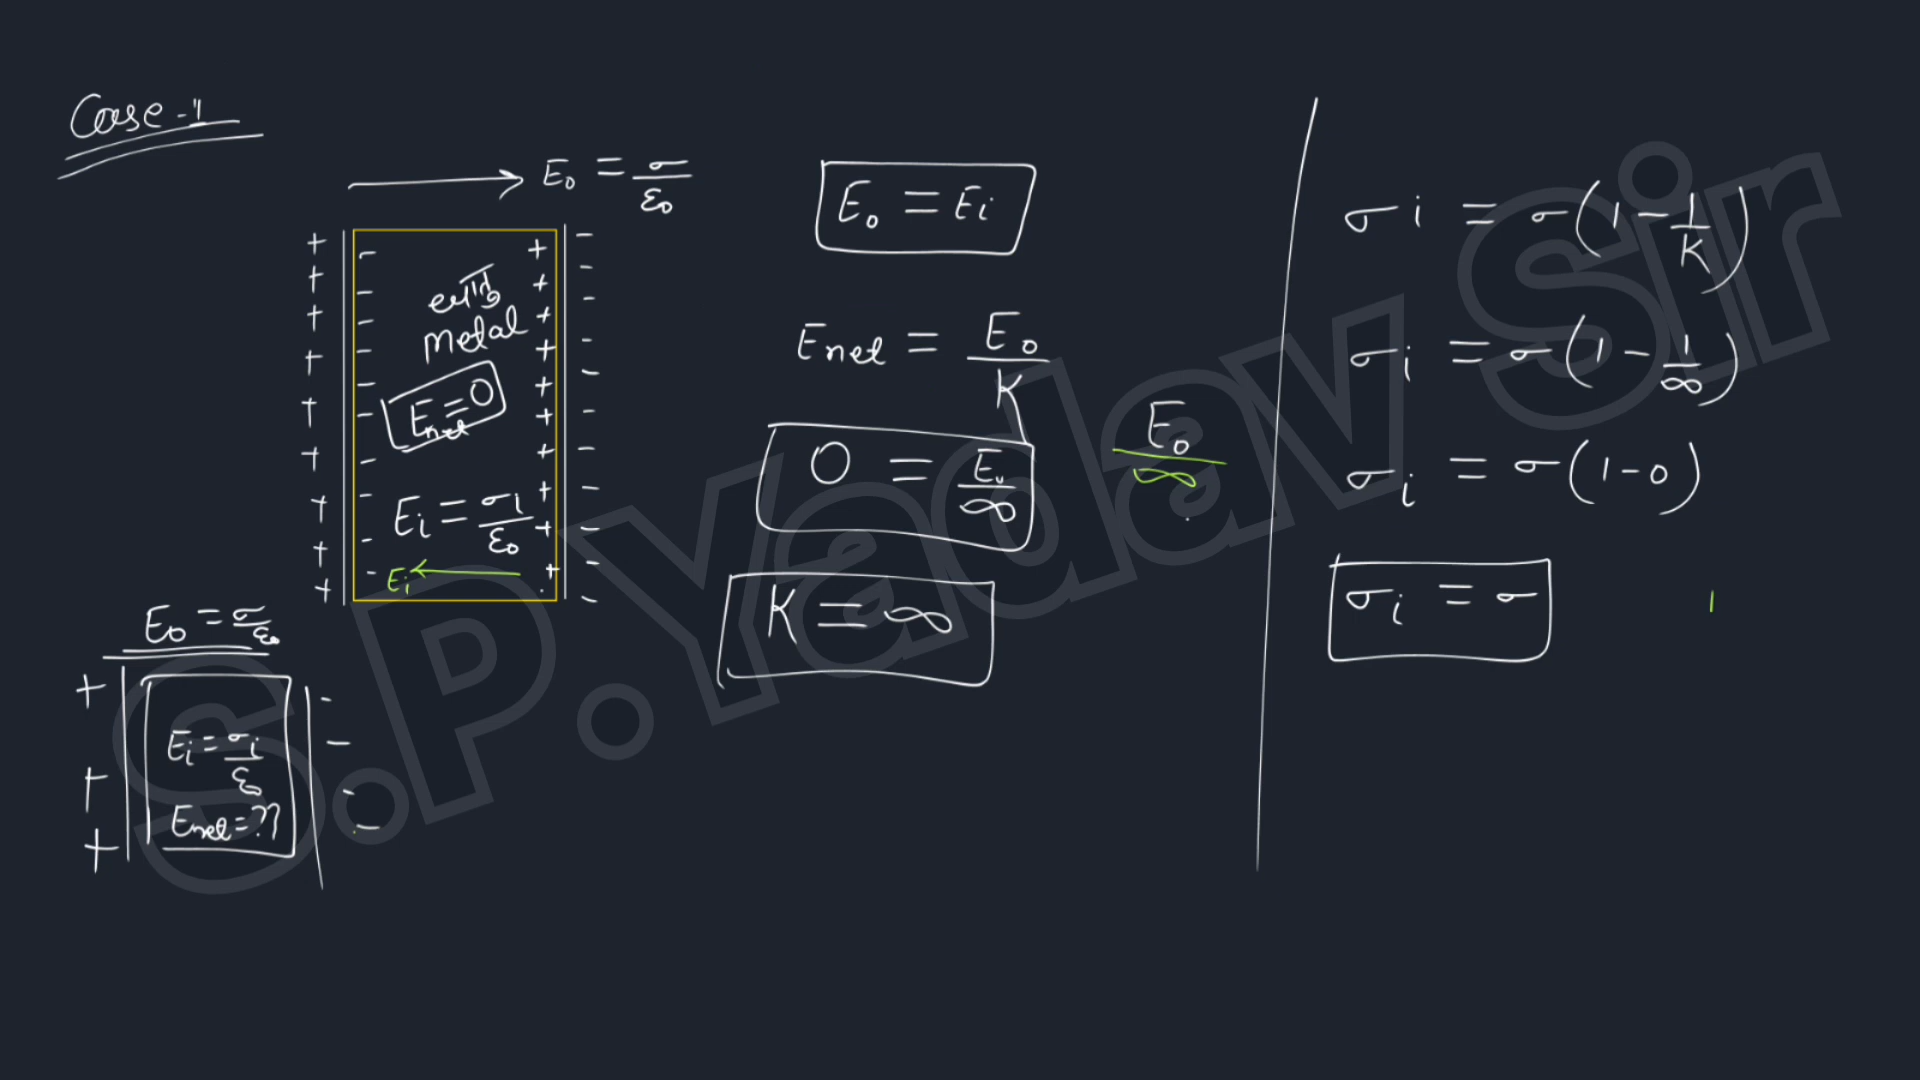 Case-1
E₀ = σ/ε₀
धातु
metal
Enet = 0
Ei = σi/ε₀
Ei
E₀ = σ/ε₀
Ei = σi/ε₀
Enet = ??
E₀ = Ei
Enet = E₀/K
0 = E₀/∞
E₀/∞
K = ∞
σi = σ(1 - 1/K)
σi = σ(1 - 1/∞)
σi = σ(1-0)
σi = σ
S.P.Yadav Sir